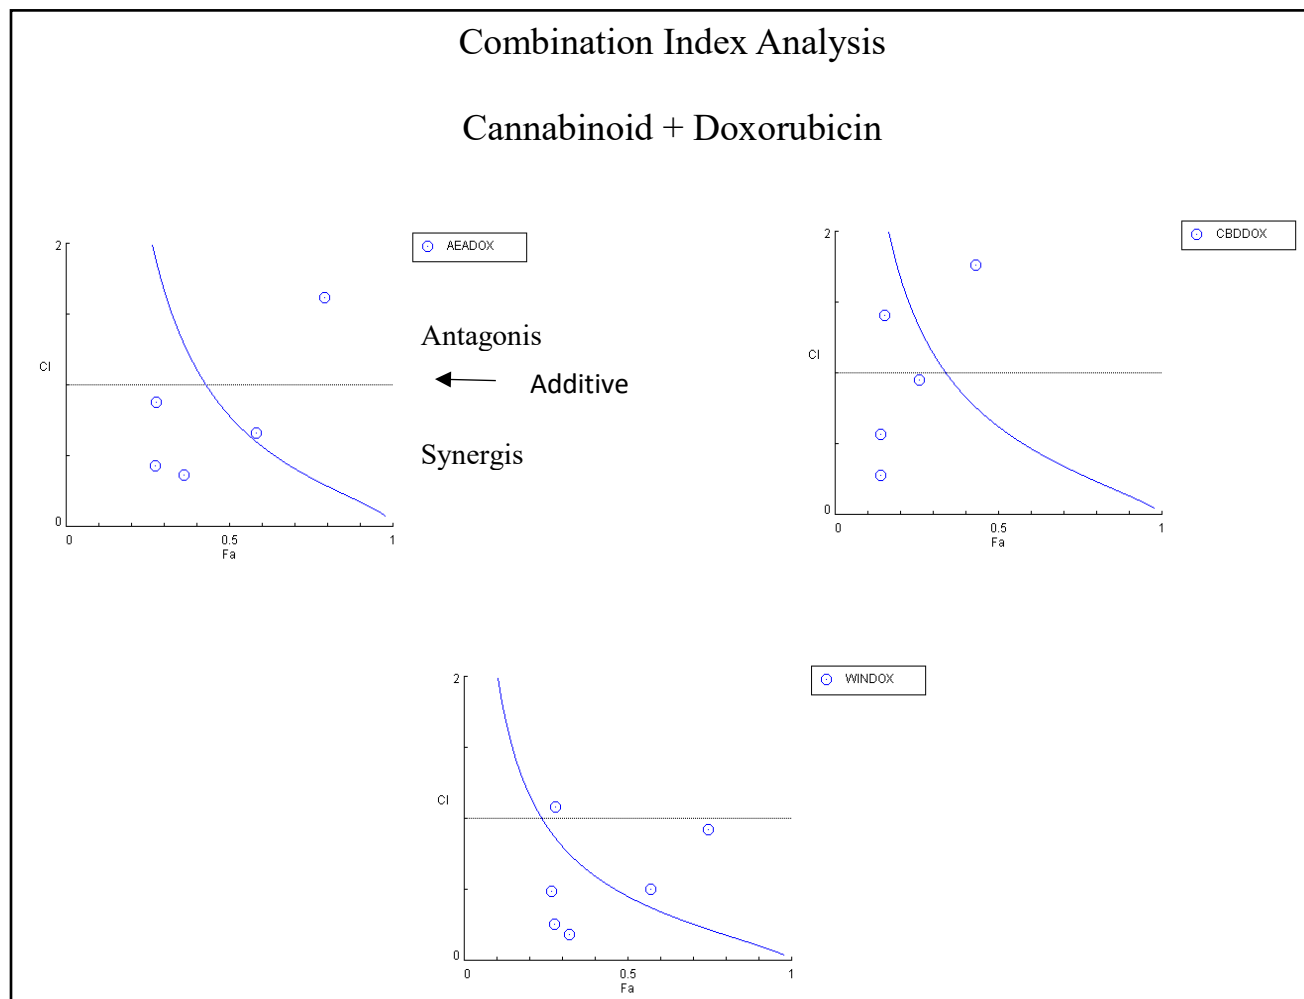 Combination Index Analysis
Cannabinoid + Doxorubicin
2
CI
0
0
0.5
1
Fa
AEADOX
Antagonis
Additive
Synergis
2
CI
0
0
0.5
1
Fa
CBDDOX
2
CI
0
0
0.5
1
Fa
WINDOX